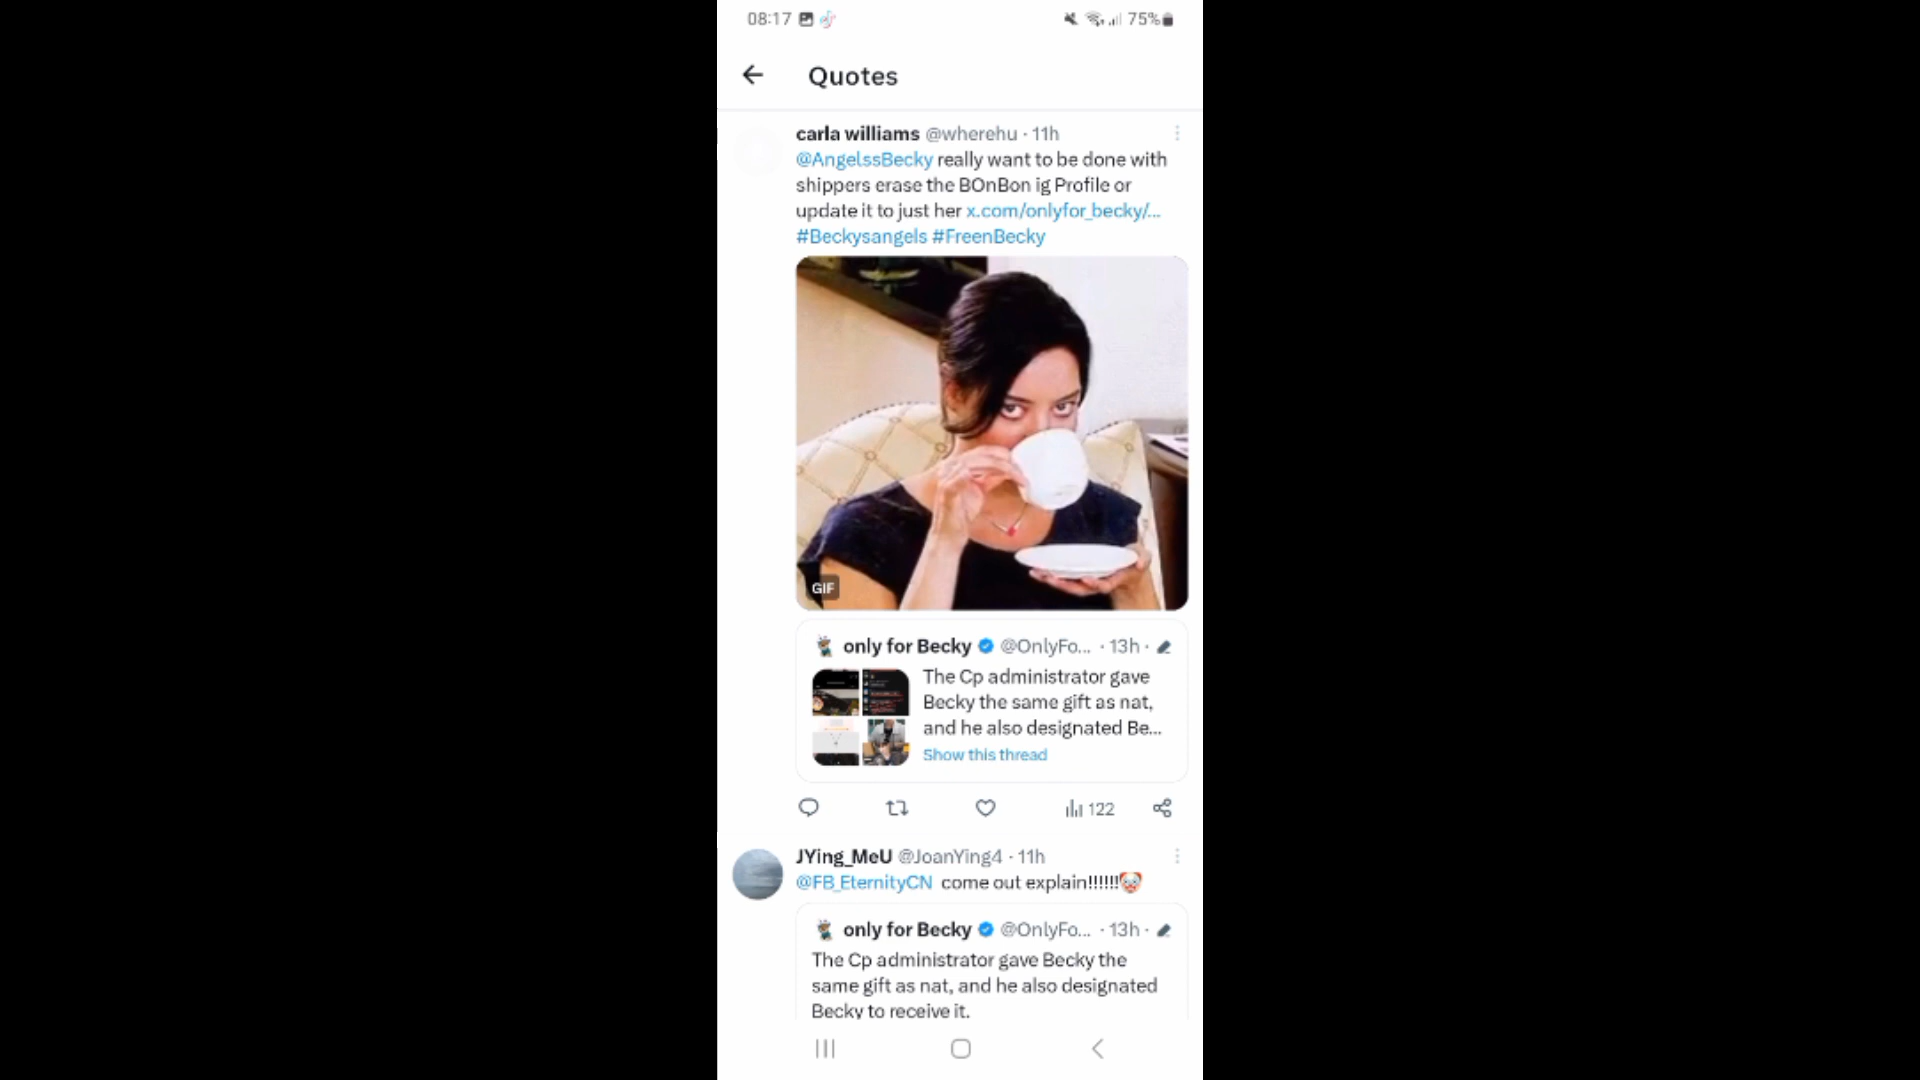 08:17
75%
Quotes
carla williams @wherehu · 11h
@AngelssBecky really want to be done with
shippers erase the BOnBon ig Profile or
update it to just her x.com/onlyfor_becky/...
#Beckysangels #FreenBecky
GIF
only for Becky @OnlyFo... · 13h ·
The Cp administrator gave
Becky the same gift as nat,
and he also designated Be...
Show this thread
122
JYing_MeU @JoanYing4 · 11h
@FB_EternityCN come out explain!!!!!!🤡
only for Becky @OnlyFo... · 13h ·
The Cp administrator gave Becky the
same gift as nat, and he also designated
Becky to receive it.